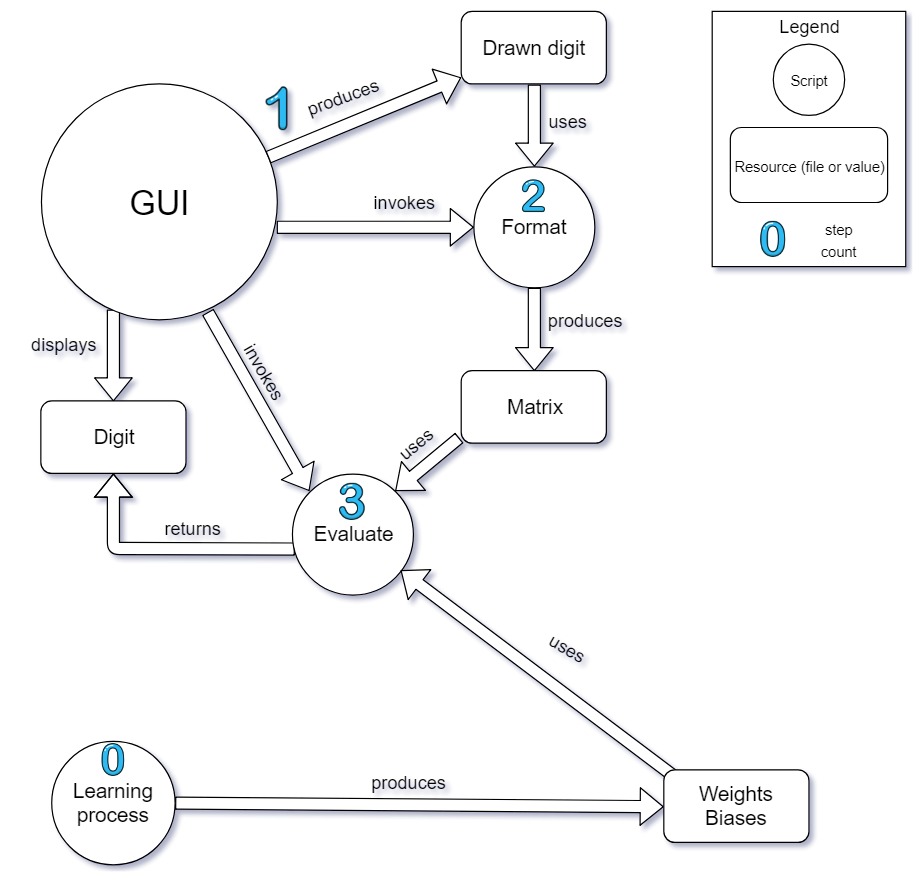 Drawn digit
Legend
Script
Resource (file or value)
0
step
count
1
produces
uses
GUI
invokes
2
Format
produces
displays
invokes
Matrix
uses
Digit
3
Evaluate
returns
uses
0
Learning
process
produces
Weights
Biases